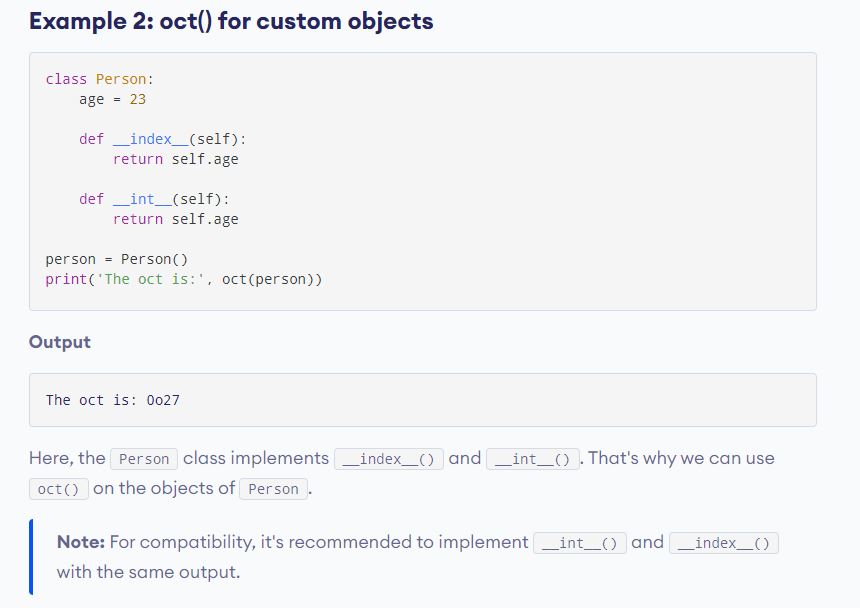 Example 2: oct() for custom objects
class Person:
    age = 23
    def __index__(self):
        return self.age
    def __int__(self):
        return self.age
person = Person()
print('The oct is:', oct(person))
Output
The oct is: 0o27
Here, the Person class implements __index__() and __int__(). That's why we can use
oct() on the objects of Person.
Note: For compatibility, it's recommended to implement __int__() and __index__()
with the same output.